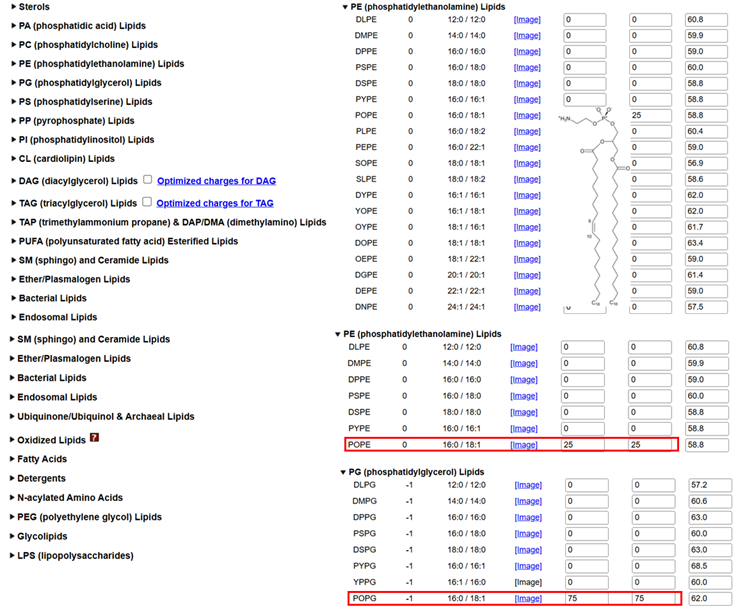 ▶ Sterols
▶ PA (phosphatidic acid) Lipids
▶ PC (phosphatidylcholine) Lipids
▶ PE (phosphatidylethanolamine) Lipids
▶ PG (phosphatidylglycerol) Lipids
▶ PS (phosphatidylserine) Lipids
▶ PP (pyrophosphate) Lipids
▶ PI (phosphatidylinositol) Lipids
▶ CL (cardiolipin) Lipids
▶ DAG (diacylglycerol) Lipids Optimized charges for DAG
▶ TAG (triacylglycerol) Lipids Optimized charges for TAG
▶ TAP (trimethylammonium propane) & DAP/DMA (dimethylamino) Lipids
▶ PUFA (polyunsaturated fatty acid) Esterified Lipids
▶ SM (sphingo) and Ceramide Lipids
▶ Ether/Plasmalogen Lipids
▶ Bacterial Lipids
▶ Endosomal Lipids
▶ SM (sphingo) and Ceramide Lipids
▶ Ether/Plasmalogen Lipids
▶ Bacterial Lipids
▶ Endosomal Lipids
▶ Ubiquinone/Ubiquinol & Archaeal Lipids
▶ Oxidized Lipids ?
▶ Fatty Acids
▶ Detergents
▶ N-acylated Amino Acids
▶ PEG (polyethylene glycol) Lipids
▶ Glycolipids
▶ LPS (lipopolysaccharides)
▼ PE (phosphatidylethanolamine) Lipids
DLPE 0 12:0 / 12:0 [Image] 0 0 60.8
DMPE 0 14:0 / 14:0 [Image] 0 0 59.9
DPPE 0 16:0 / 16:0 [Image] 0 0 59.0
PSPE 0 16:0 / 18:0 [Image] 0 0 60.0
DSPE 0 18:0 / 18:0 [Image] 0 0 58.8
PYPE 0 16:0 / 16:1 [Image] 0 0 58.8
POPE 0 16:0 / 18:1 [Image] 25 58.8
PLPE 0 16:0 / 18:2 [Image] 60.4
PEPE 0 16:0 / 22:1 [Image] 59.0
SOPE 0 18:0 / 18:1 [Image] 56.9
SLPE 0 18:0 / 18:2 [Image] 58.6
DYPE 0 16:1 / 16:1 [Image] 62.0
YOPE 0 16:1 / 18:1 [Image] 62.0
OYPE 0 18:1 / 16:1 [Image] 61.7
DOPE 0 18:1 / 18:1 [Image] 63.4
OEPE 0 18:1 / 22:1 [Image] 59.0
DGPE 0 20:1 / 20:1 [Image] 61.4
DEPE 0 22:1 / 22:1 [Image] 59.0
DNPE 0 24:1 / 24:1 [Image] 0 0 57.5
▼ PE (phosphatidylethanolamine) Lipids
DLPE 0 12:0 / 12:0 [Image] 0 0 60.8
DMPE 0 14:0 / 14:0 [Image] 0 0 59.9
DPPE 0 16:0 / 16:0 [Image] 0 0 59.0
PSPE 0 16:0 / 18:0 [Image] 0 0 60.0
DSPE 0 18:0 / 18:0 [Image] 0 0 58.8
PYPE 0 16:0 / 16:1 [Image] 0 0 58.8
POPE 0 16:0 / 18:1 [Image] 25 25 58.8
▼ PG (phosphatidylglycerol) Lipids
DLPG -1 12:0 / 12:0 [Image] 0 0 57.2
DMPG -1 14:0 / 14:0 [Image] 0 0 60.6
DPPG -1 16:0 / 16:0 [Image] 0 0 63.0
PSPG -1 16:0 / 18:0 [Image] 0 0 60.0
DSPG -1 18:0 / 18:0 [Image] 0 0 63.0
PYPG -1 16:0 / 16:1 [Image] 0 0 68.5
YPPG -1 16:1 / 16:0 [Image] 0 0 60.0
POPG -1 16:0 / 18:1 [Image] 75 75 62.0